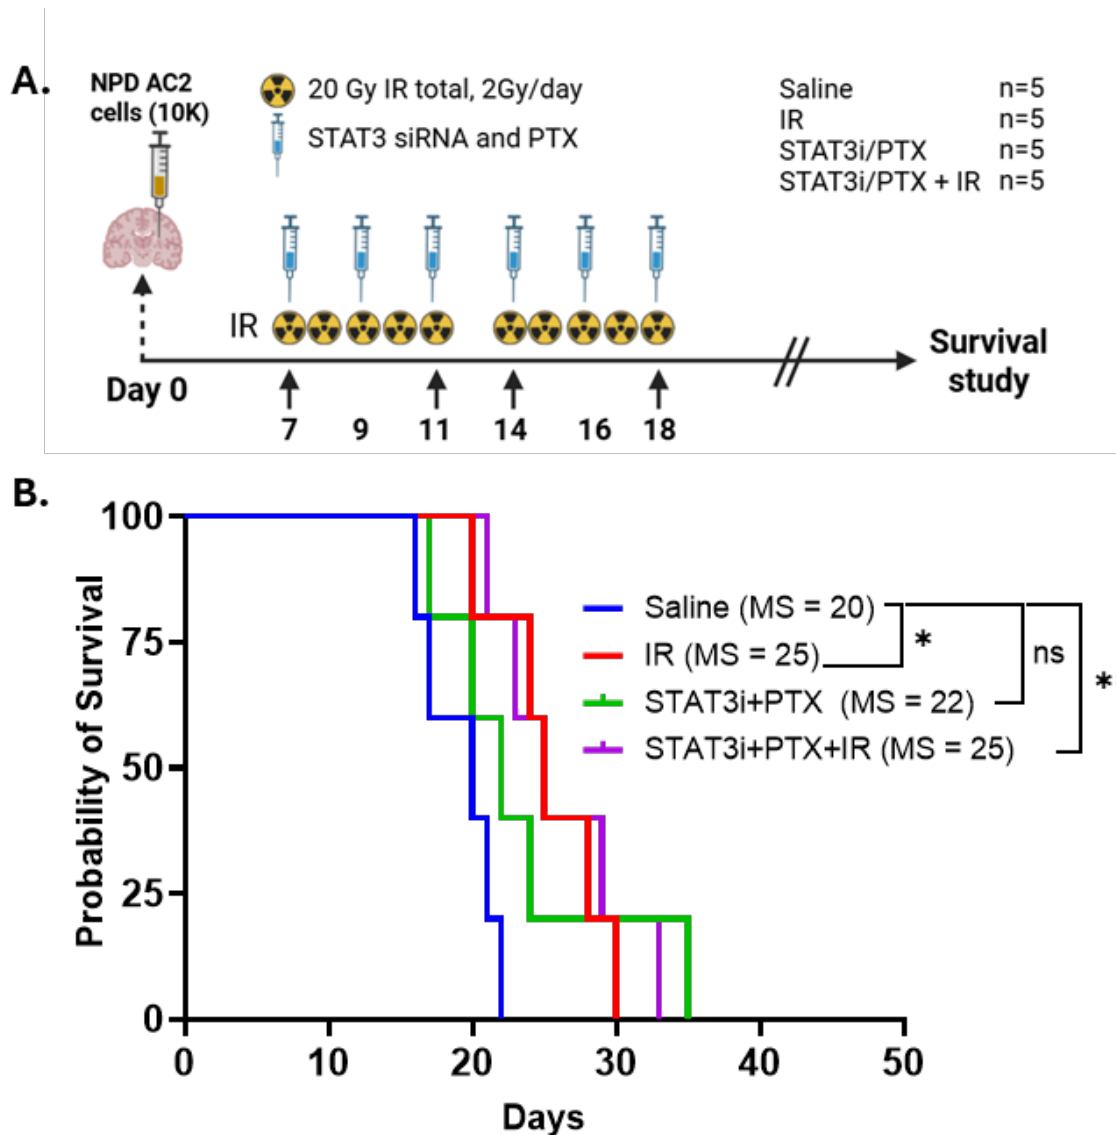 A.
NPD AC2
cells (10K)
20 Gy IR total, 2Gy/day
STAT3 siRNA and PTX
Saline n=5
IR n=5
STAT3i/PTX n=5
STAT3i/PTX + IR n=5
IR
Day 0
7 9 11 14 16 18
Survival
study
B.
Probability of Survival
100
75
50
25
0
Saline (MS = 20)
IR (MS = 25)
STAT3i+PTX (MS = 22)
STAT3i+PTX+IR (MS = 25)
*
ns
*
0 10 20 30 40 50
Days